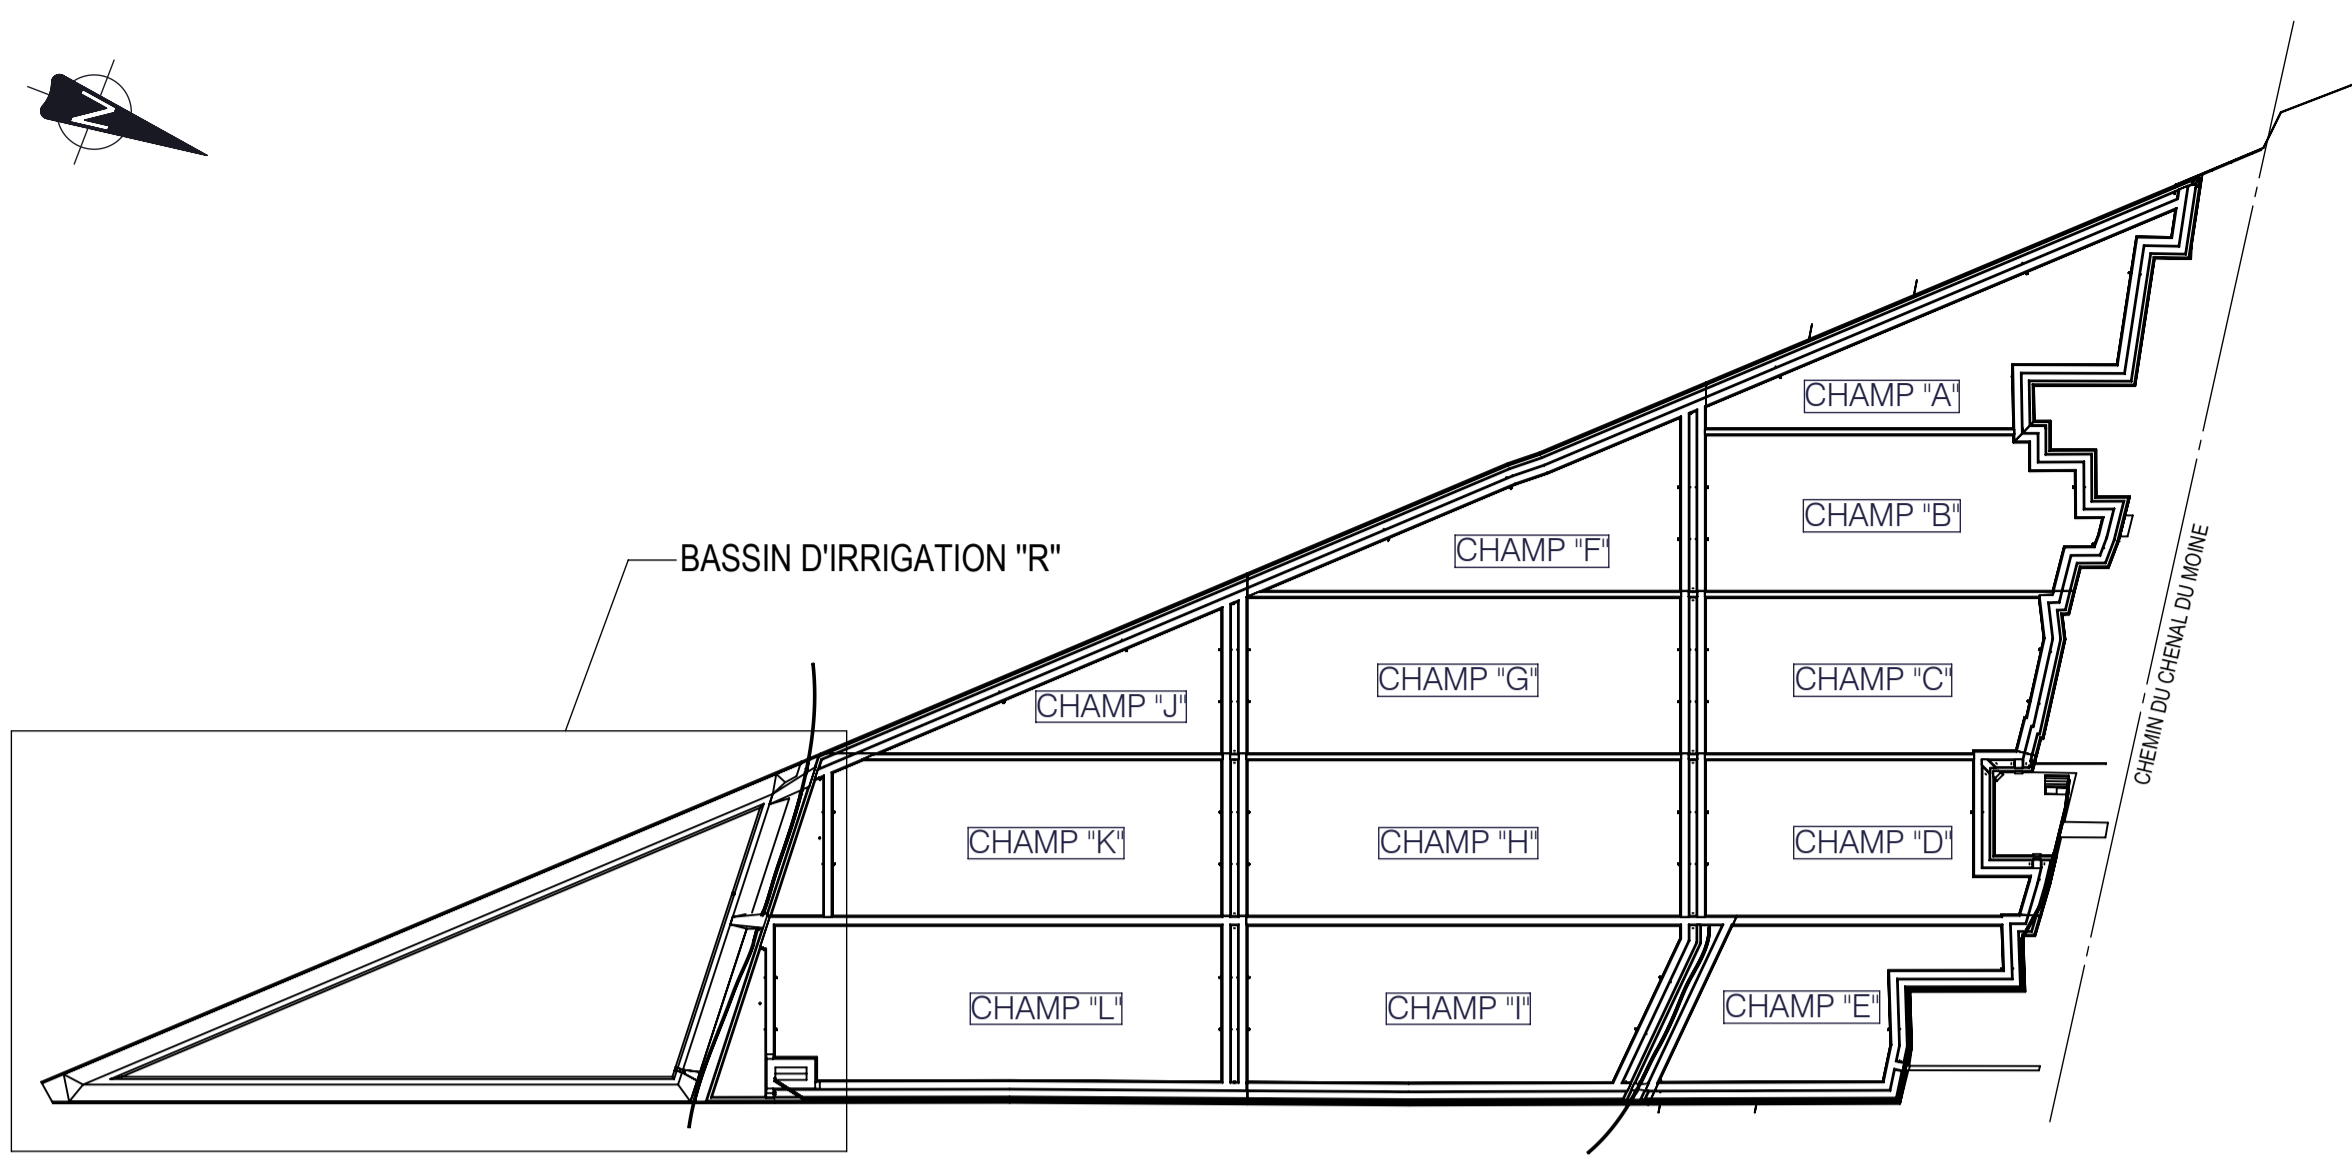 N
CHAMP "A"
CHAMP "B"
BASSIN D'IRRIGATION "R"
CHAMP "F"
CHEMIN DU CHENAL DU MOINE
CHAMP "J"
CHAMP "G"
CHAMP "C"
CHAMP "K"
CHAMP "H"
CHAMP "D"
CHAMP "L"
CHAMP "I"
CHAMP "E"